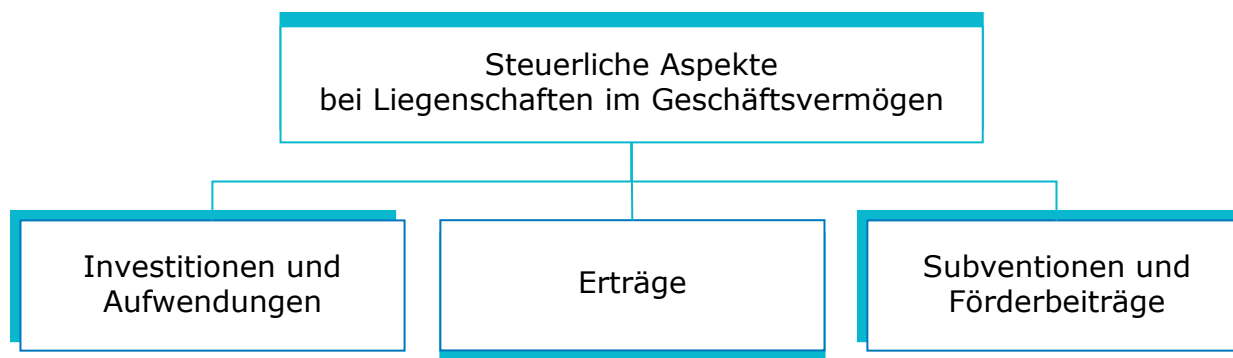 Steuerliche Aspekte
bei Liegenschaften im Geschäftsvermögen
Investitionen und
Aufwendungen
Erträge
Subventionen und
Förderbeiträge